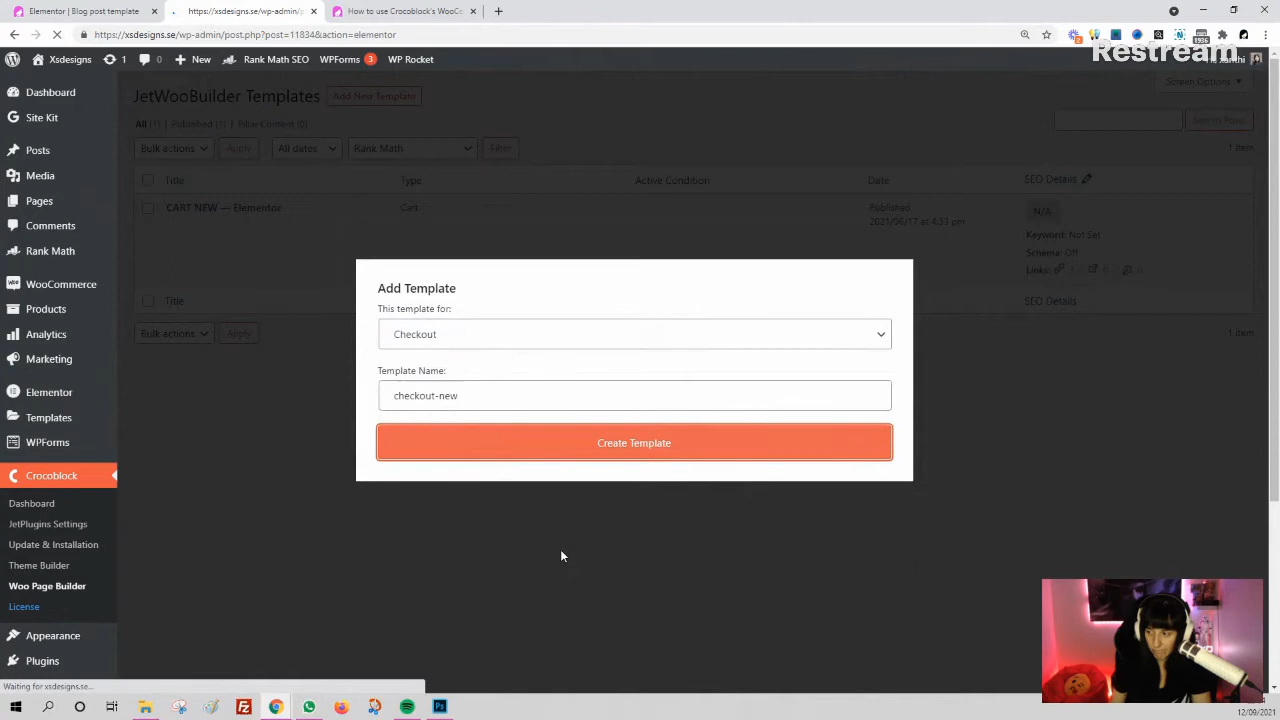 Elementor Blog Post template
xsdesigns.se/wp-admin/p
How to use's WooCo
https://xsdesigns.se/wp-admin/post.php?post=11834&action=elementor
1936
Restream
Xsdesigns 1 0 New Rank Math SEO WPForms 3 WP Rocket
Dashboard
Site Kit
Posts
Media
Pages
Comments
Rank Math
WooCommerce
Products
Analytics
Marketing
Elementor
Templates
WPForms
Crocoblock
Dashboard
JetPlugins Settings
Update & Installation
Theme Builder
Woo Page Builder
License
Appearance
Plugins
JetWooBuilder Templates Add New Template
Screen Options
All (1) | Published (1) | Pillar Content (0)
Search Posts
Bulk actions Apply All dates Rank Math Filter
1 item
Title Type Active Condition Date SEO Details
CART NEW — Elementor Cart Published
2021/06/17 at 4:33 pm
N/A
Keyword: Not Set
Schema: Off
Links:
Title SEO Details
Bulk actions Apply
1 item
Add Template
This template for:
Checkout
Template Name:
checkout-new
Create Template
Waiting for xsdesigns.se...
12/09/2021